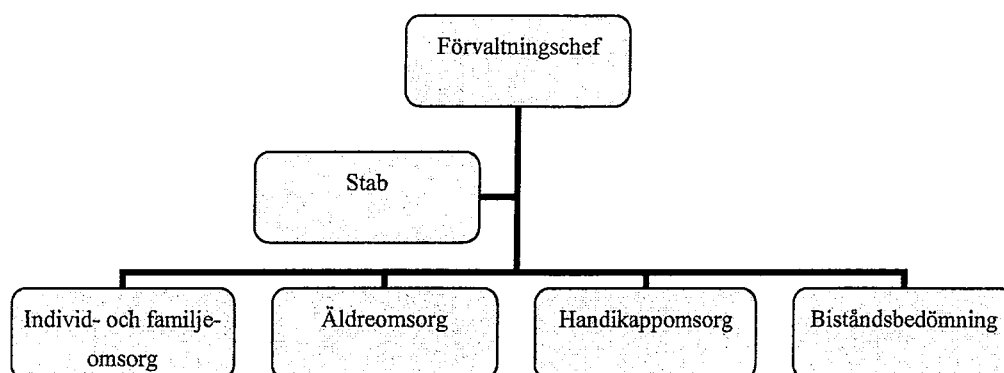 Förvaltningschef
Stab
Individ- och familje-
omsorg
Äldreomsorg
Handikappomsorg
Biståndsbedömning